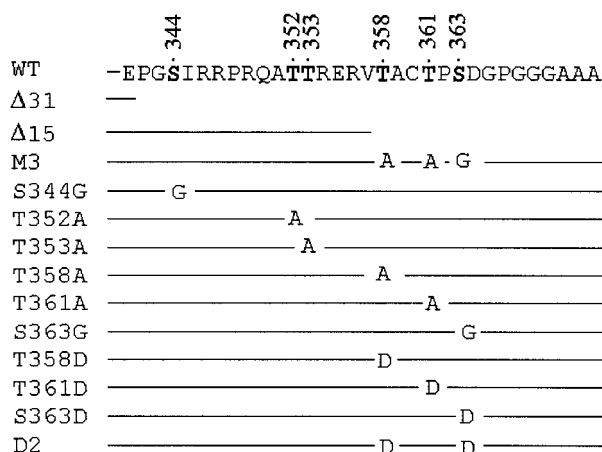 344 352 353 358 361 363
WT –EPGSIRRPRQATTRERVTACTPSDGPGGGAAA
Δ31
Δ15
M3 A A G
S344G G
T352A A
T353A A
T358A A
T361A A
S363G G
T358D D
T361D D
S363D D
D2 D D